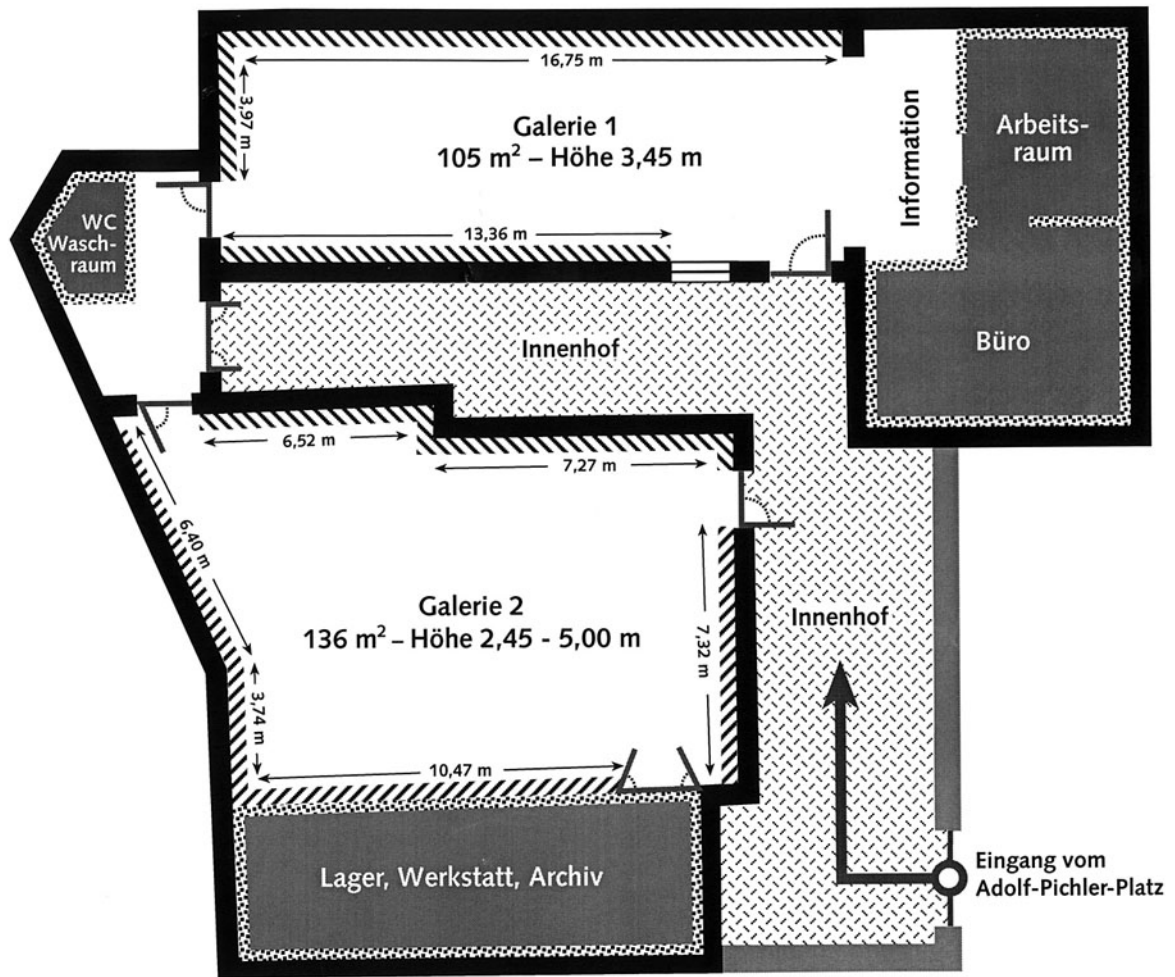 16,75 m
3,97 m
Galerie 1
105 m² – Höhe 3,45 m
Information
Arbeits-
raum
WC
Wasch-
raum
13,36 m
Innenhof
Büro
6,52 m
7,27 m
6,40 m
Galerie 2
136 m² – Höhe 2,45 - 5,00 m
7,32 m
Innenhof
3,74 m
10,47 m
Lager, Werkstatt, Archiv
Eingang vom
Adolf-Pichler-Platz